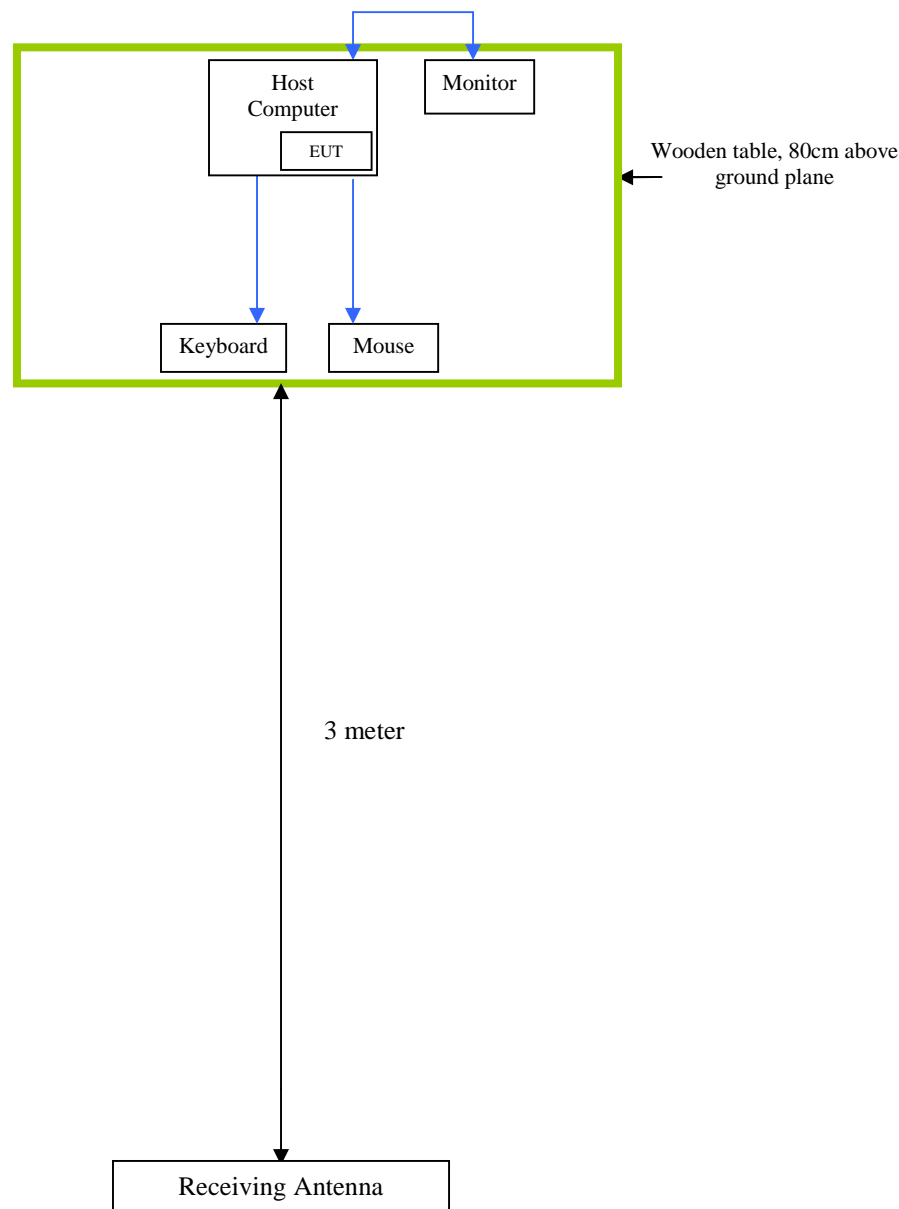 Host
Computer
Monitor
EUT
Wooden table, 80cm above
ground plane
Keyboard
Mouse
3 meter
Receiving Antenna